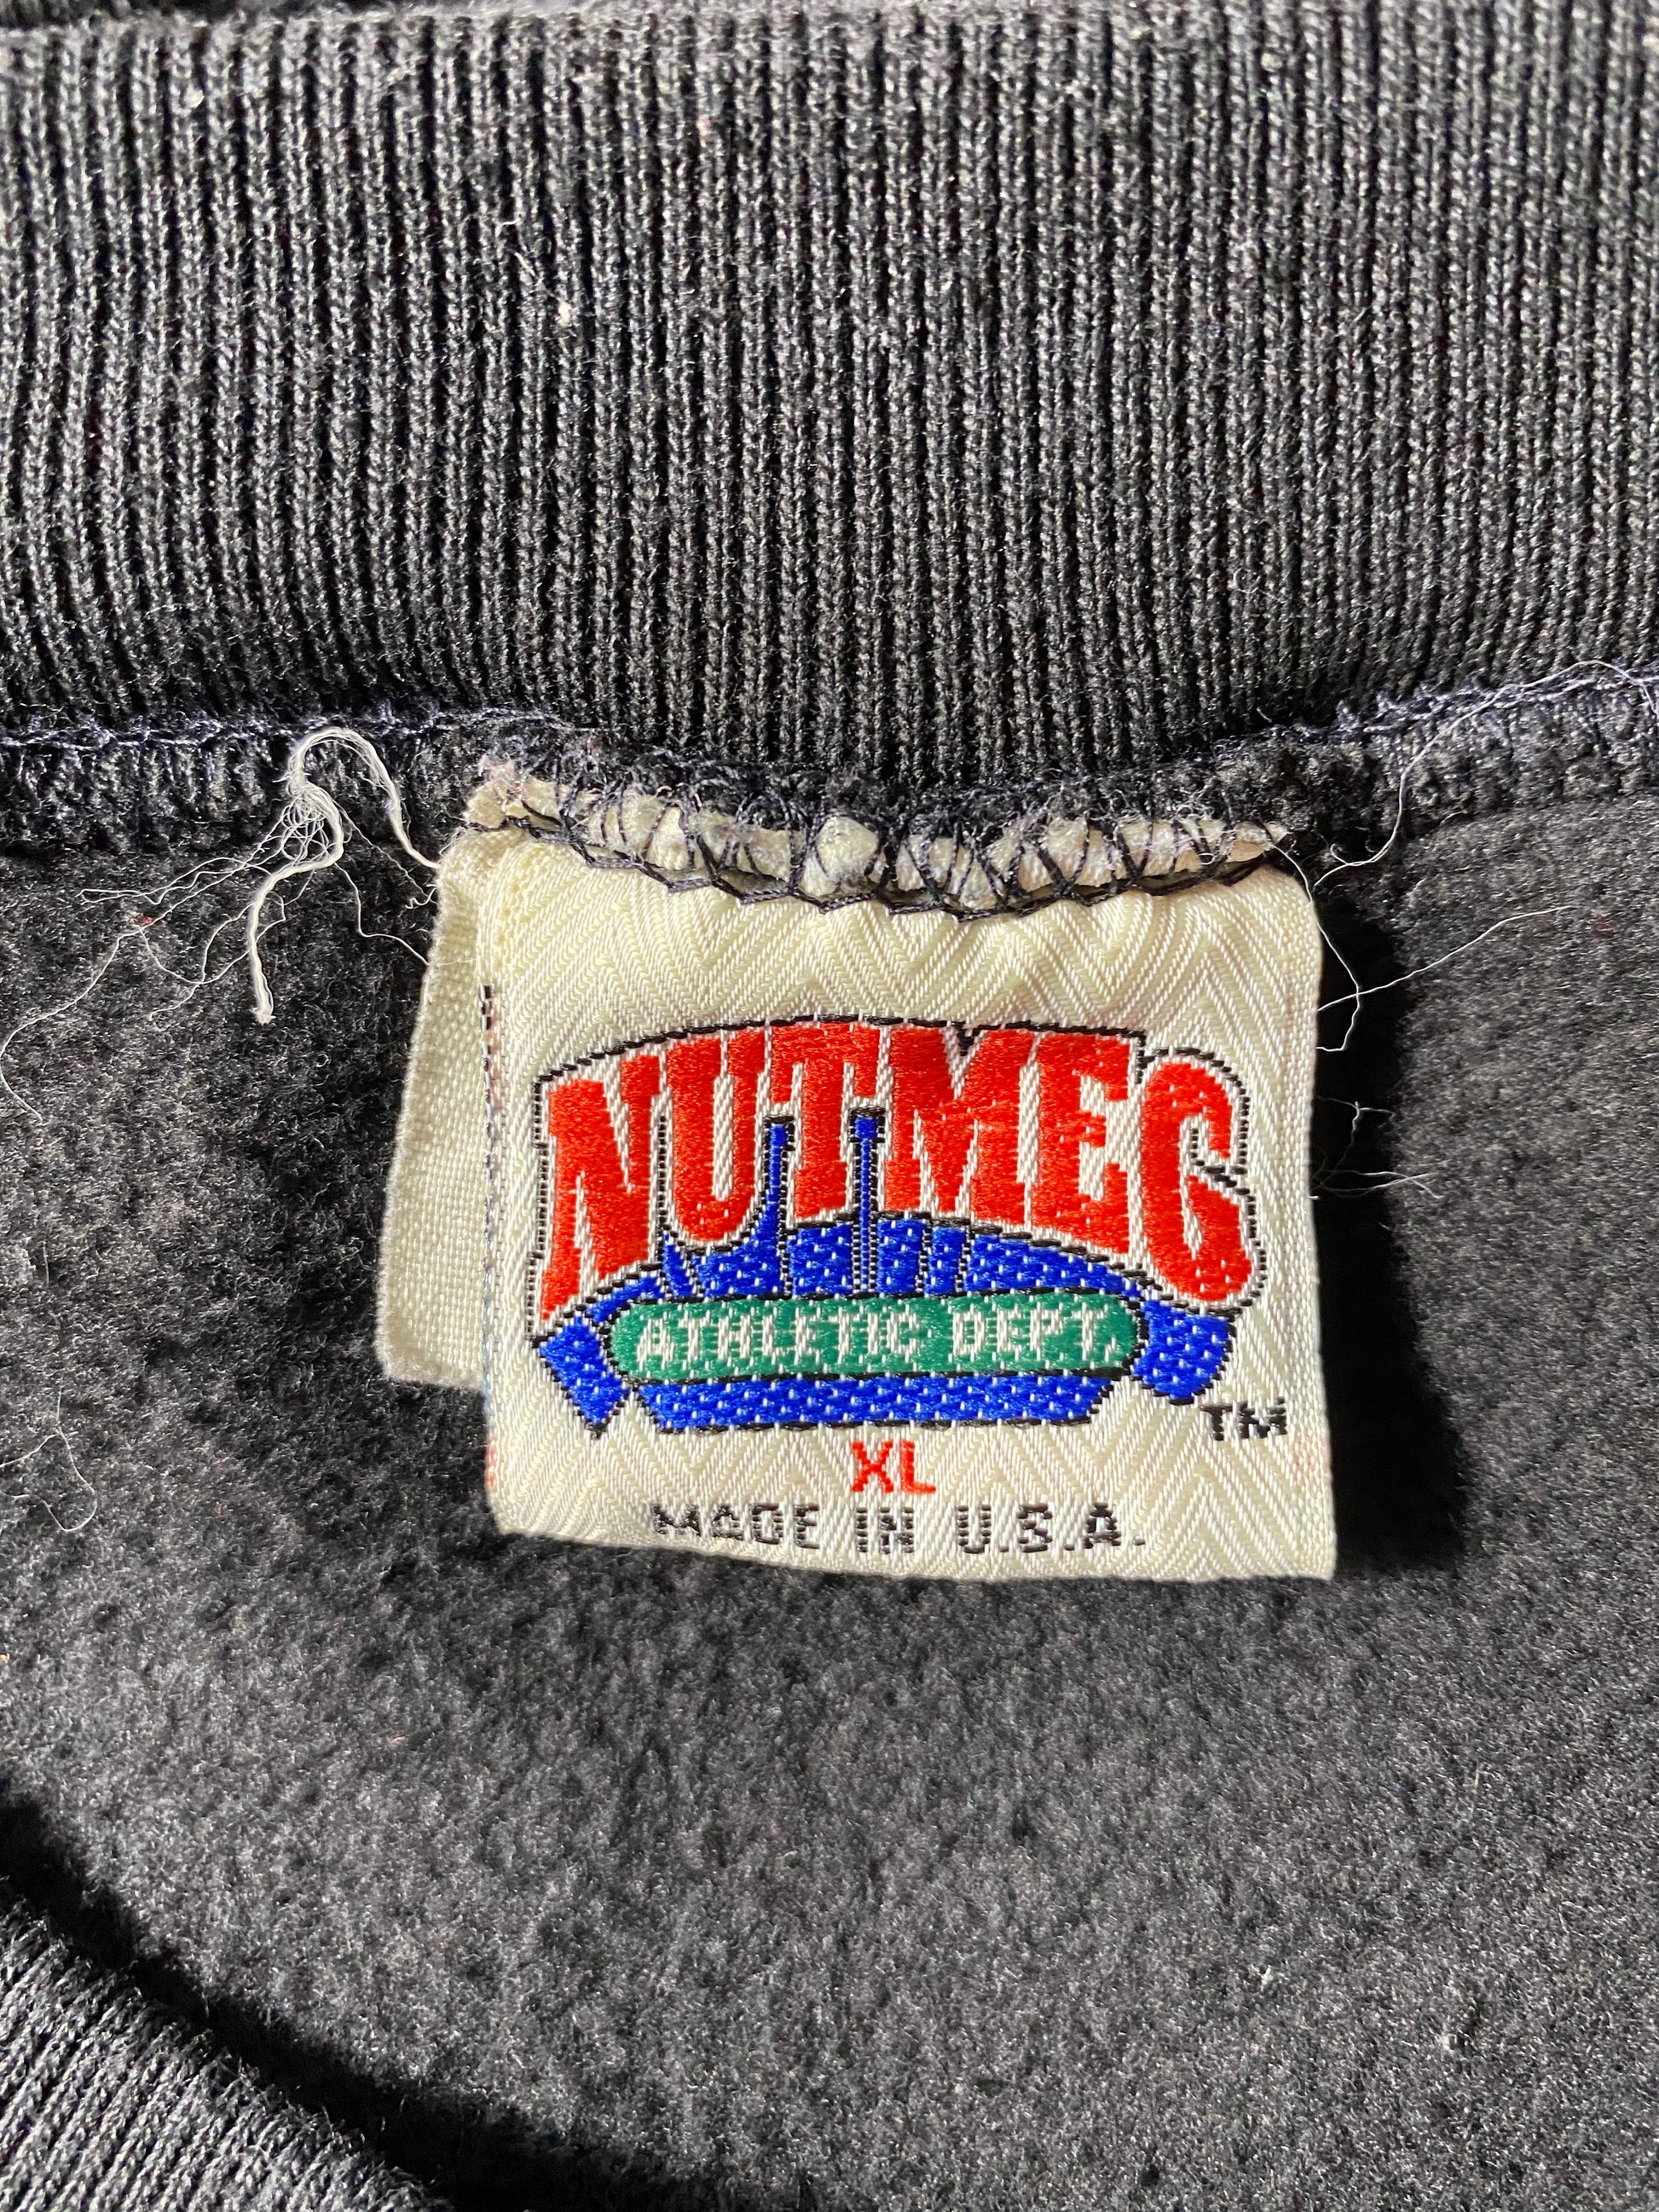 NUTMEG
ATHLETIC DEPT.
TM
XL
MADE IN U.S.A.